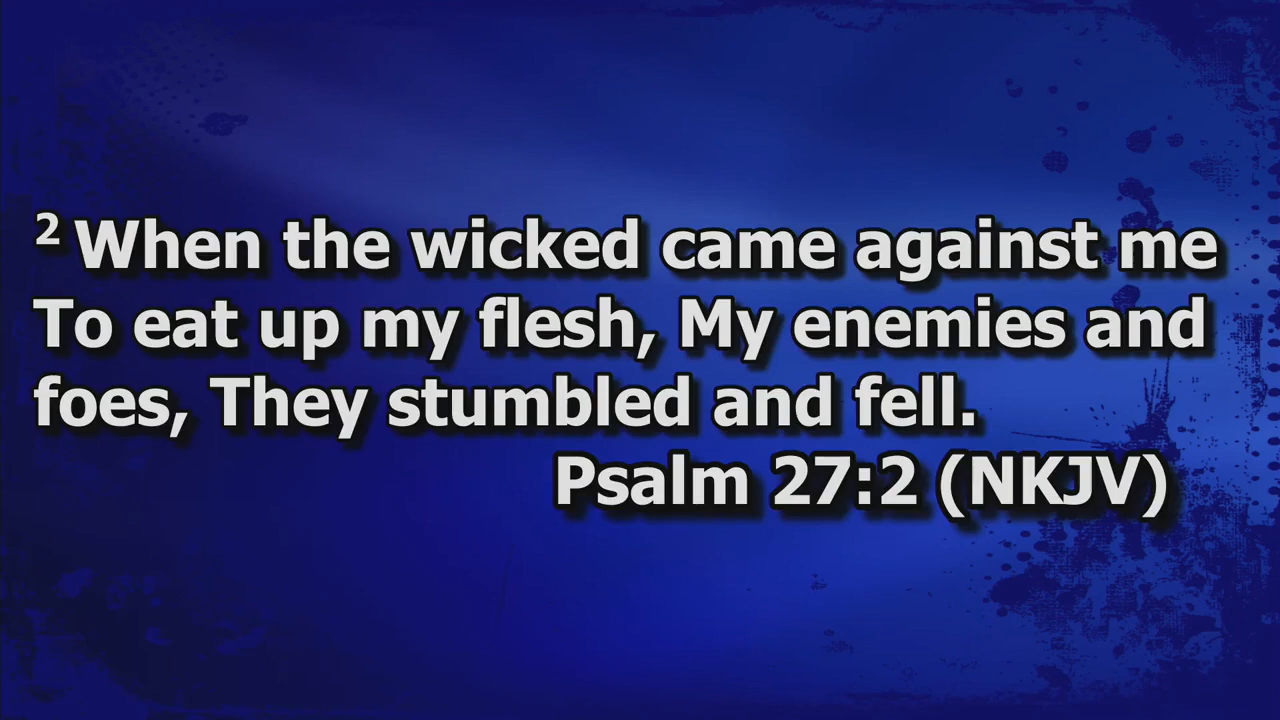 2 When the wicked came against me
To eat up my flesh, My enemies and
foes, They stumbled and fell.
Psalm 27:2 (NKJV)